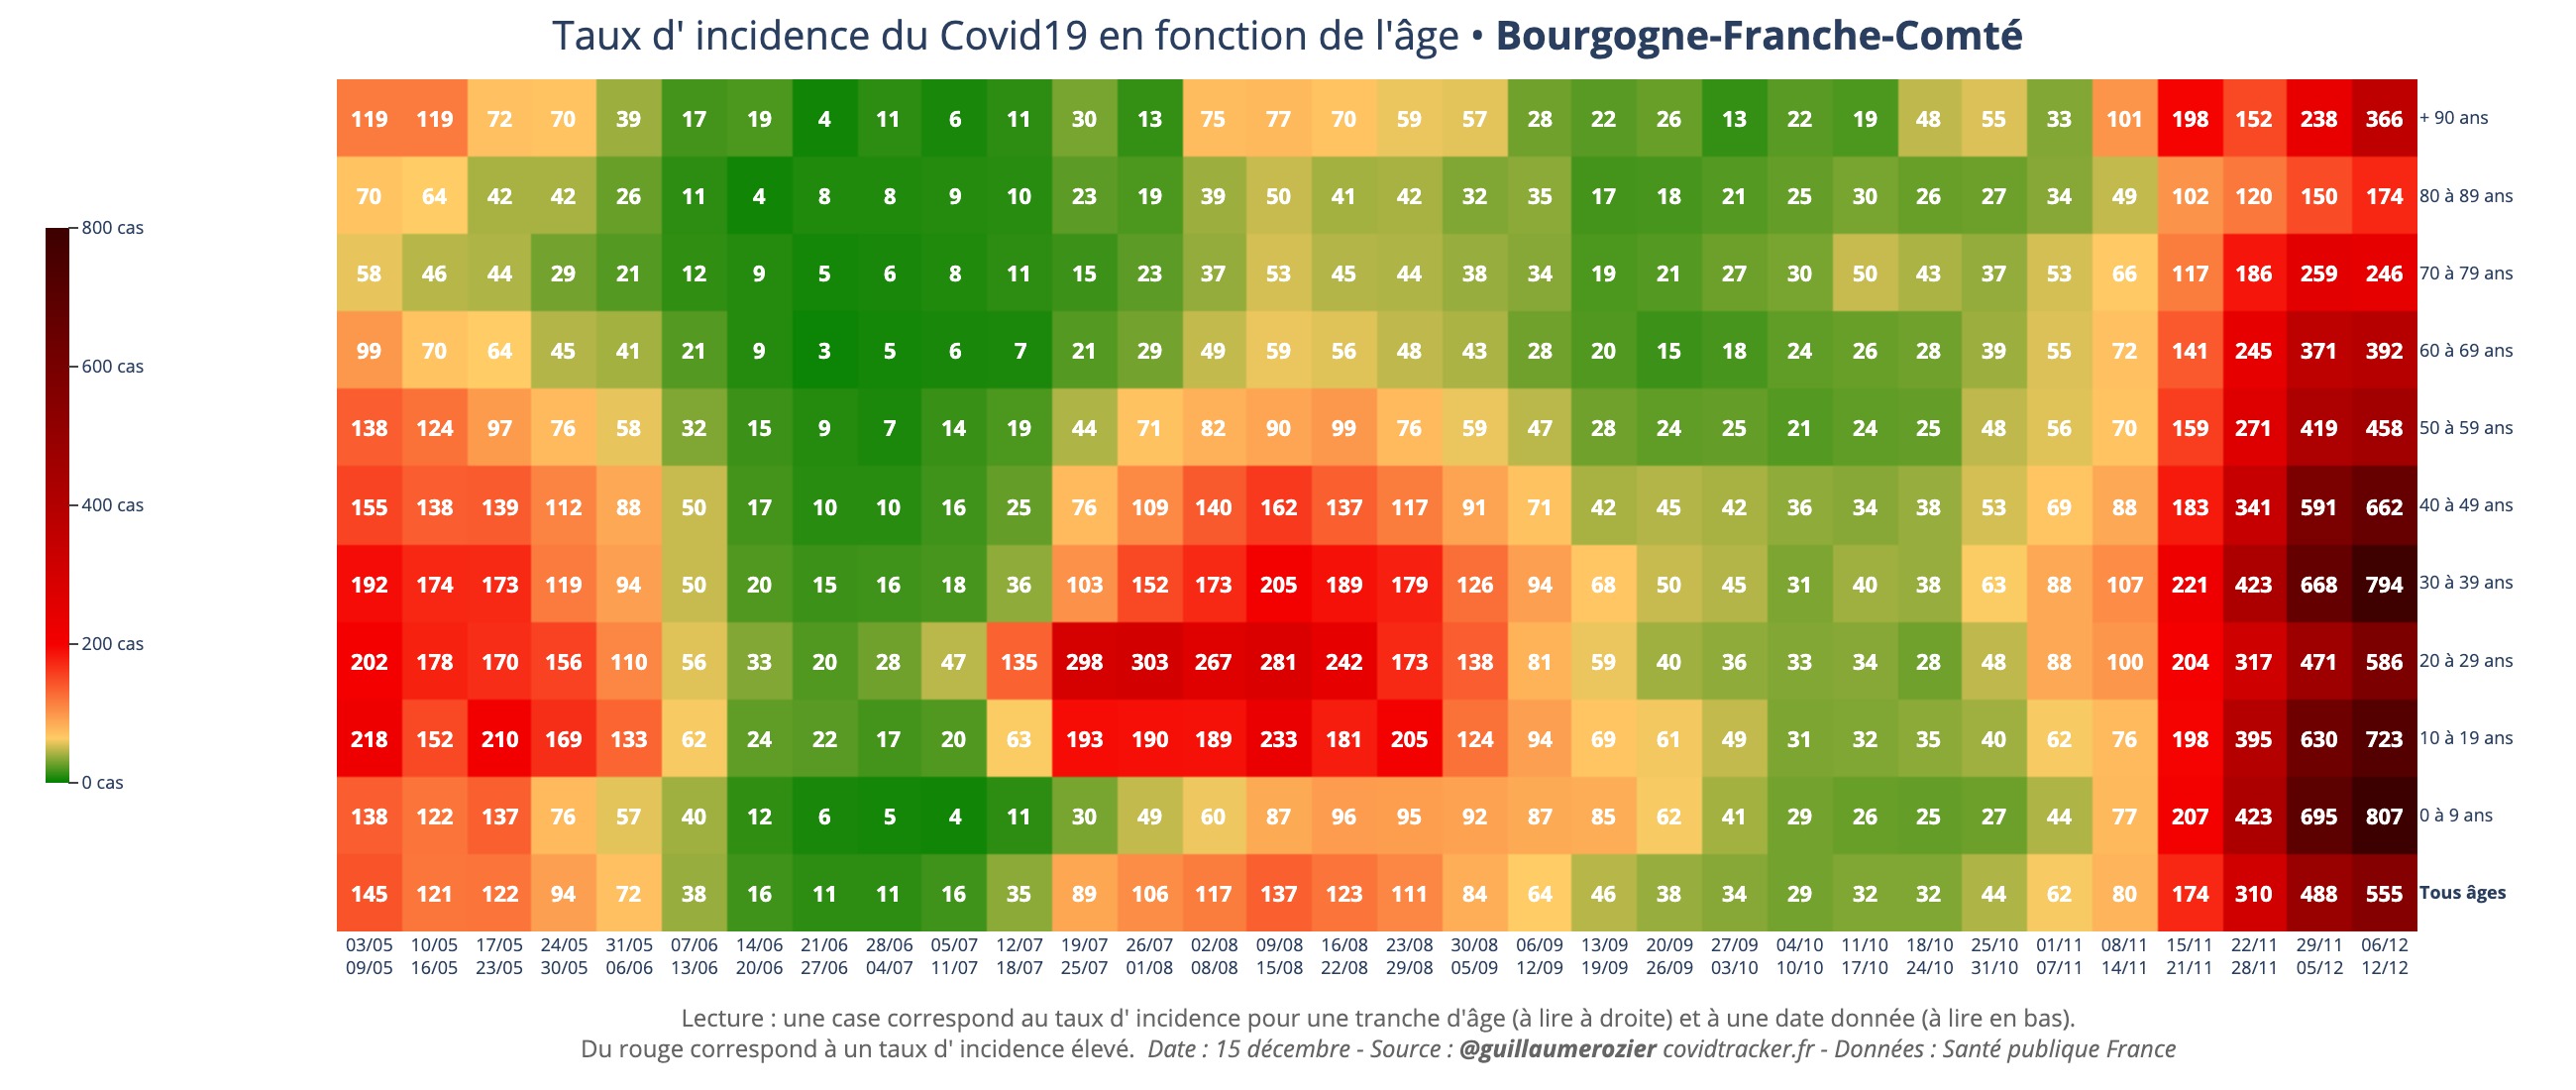 Taux d' incidence du Covid19 en fonction de l'âge • Bourgogne-Franche-Comté
800 cas
600 cas
400 cas
200 cas
0 cas
119 119 72 70 39 17 19 4 11 6 11 30 13 75 77 70 59 57 28 22 26 13 22 19 48 55 33 101 198 152 238 366 + 90 ans
70 64 42 42 26 11 4 8 8 9 10 23 19 39 50 41 42 32 35 17 18 21 25 30 26 27 34 49 102 120 150 174 80 à 89 ans
58 46 44 29 21 12 9 5 6 8 11 15 23 37 53 45 44 38 34 19 21 27 30 50 43 37 53 66 117 186 259 246 70 à 79 ans
99 70 64 45 41 21 9 3 5 6 7 21 29 49 59 56 48 43 28 20 15 18 24 26 28 39 55 72 141 245 371 392 60 à 69 ans
138 124 97 76 58 32 15 9 7 14 19 44 71 82 90 99 76 59 47 28 24 25 21 24 25 48 56 70 159 271 419 458 50 à 59 ans
155 138 139 112 88 50 17 10 10 16 25 76 109 140 162 137 117 91 71 42 45 42 36 34 38 53 69 88 183 341 591 662 40 à 49 ans
192 174 173 119 94 50 20 15 16 18 36 103 152 173 205 189 179 126 94 68 50 45 31 40 38 63 88 107 221 423 668 794 30 à 39 ans
202 178 170 156 110 56 33 20 28 47 135 298 303 267 281 242 173 138 81 59 40 36 33 34 28 48 88 100 204 317 471 586 20 à 29 ans
218 152 210 169 133 62 24 22 17 20 63 193 190 189 233 181 205 124 94 69 61 49 31 32 35 40 62 76 198 395 630 723 10 à 19 ans
138 122 137 76 57 40 12 6 5 4 11 30 49 60 87 96 95 92 87 85 62 41 29 26 25 27 44 77 207 423 695 807 0 à 9 ans
145 121 122 94 72 38 16 11 11 16 35 89 106 117 137 123 111 84 64 46 38 34 29 32 32 44 62 80 174 310 488 555 Tous âges
03/05 10/05 17/05 24/05 31/05 07/06 14/06 21/06 28/06 05/07 12/07 19/07 26/07 02/08 09/08 16/08 23/08 30/08 06/09 13/09 20/09 27/09 04/10 11/10 18/10 25/10 01/11 08/11 15/11 22/11 29/11 06/12
09/05 16/05 23/05 30/05 06/06 13/06 20/06 27/06 04/07 11/07 18/07 25/07 01/08 08/08 15/08 22/08 29/08 05/09 12/09 19/09 26/09 03/10 10/10 17/10 24/10 31/10 07/11 14/11 21/11 28/11 05/12 12/12
Lecture : une case correspond au taux d' incidence pour une tranche d'âge (à lire à droite) et à une date donnée (à lire en bas).
Du rouge correspond à un taux d' incidence élevé. Date : 15 décembre - Source : @guillaumerozier covidtracker.fr - Données : Santé publique France